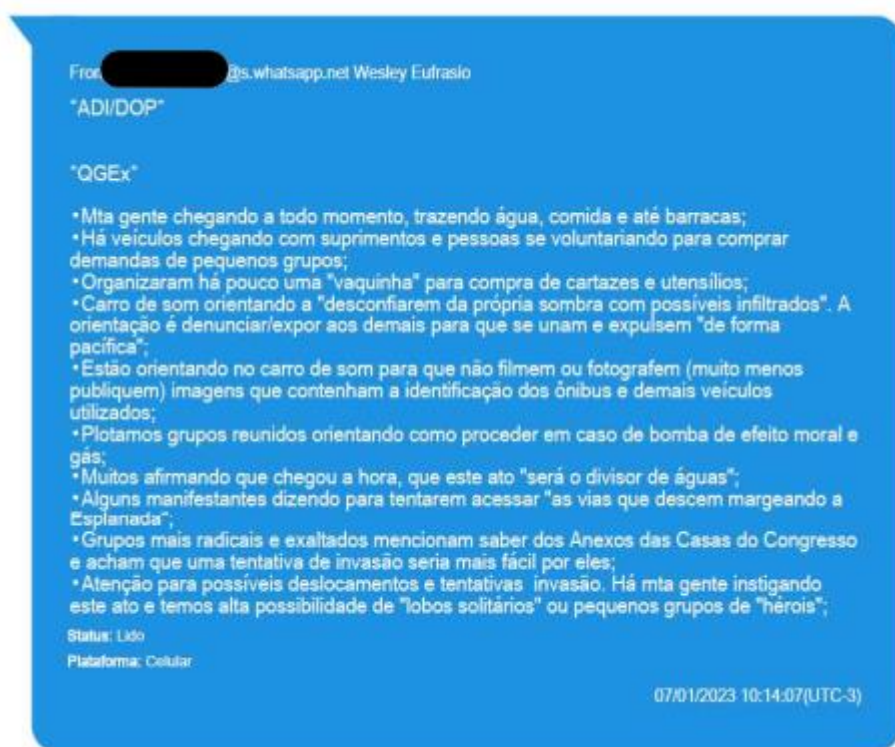 From @s.whatsapp.net Wesley Eufrasio
"ADI/DOP"
"QGEx"
•Mta gente chegando a todo momento, trazendo água, comida e até barracas;
•Há veículos chegando com suprimentos e pessoas se voluntariando para comprar
demandas de pequenos grupos;
•Organizaram há pouco uma "vaquinha" para compra de cartazes e utensílios;
•Carro de som orientando a "desconfiarem da própria sombra com possíveis infiltrados". A
orientação é denunciar/expor aos demais para que se unam e expulsem "de forma
pacífica";
•Estão orientando no carro de som para que não filmem ou fotografem (muito menos
publiquem) imagens que contenham a identificação dos ônibus e demais veículos
utilizados;
•Plotamos grupos reunidos orientando como proceder em caso de bomba de efeito moral e
gás;
•Muitos afirmando que chegou a hora, que este ato "será o divisor de águas";
•Alguns manifestantes dizendo para tentarem acessar "as vias que descem margeando a
Esplanada";
•Grupos mais radicais e exaltados mencionam saber dos Anexos das Casas do Congresso
e acham que uma tentativa de invasão seria mais fácil por eles;
•Atenção para possíveis deslocamentos e tentativas invasão. Há mta gente instigando
este ato e temos alta possibilidade de "lobos solitários" ou pequenos grupos de "hérois";
Status: Lido
Plataforma: Celular
07/01/2023 10:14:07(UTC-3)